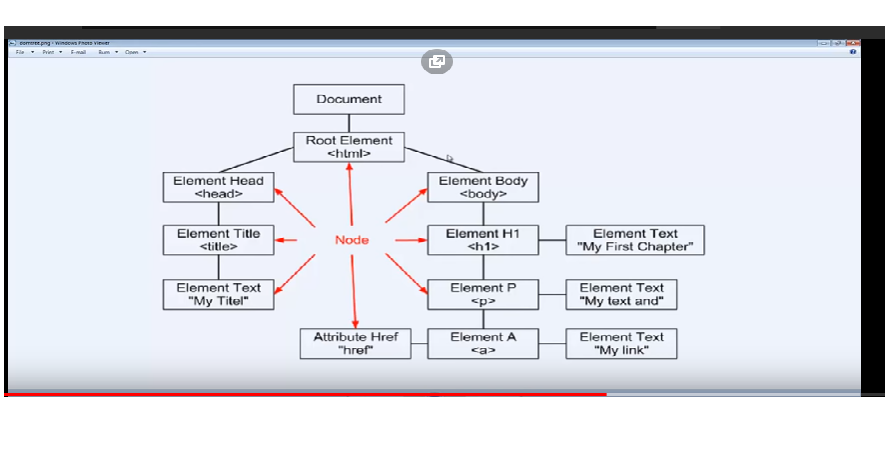 domtree.png - Windows Photo Viewer
File Print E-mail Burn Open
Document
Root Element
<html>
Element Head
<head>
Element Body
<body>
Element Title
<title>
Node
Element H1
<h1>
Element Text
"My First Chapter"
Element Text
"My Titel"
Element P
<p>
Element Text
"My text and"
Attribute Href
"href"
Element A
<a>
Element Text
"My link"